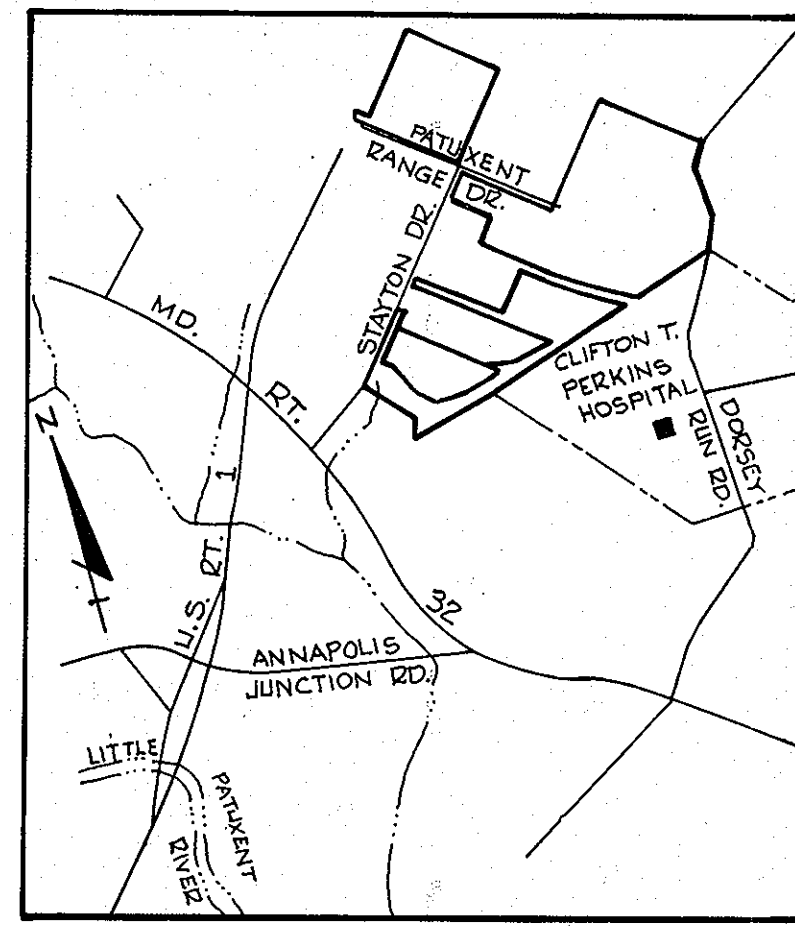 PATUXENT
RANGE DR.
STAYTON DR.
MD. RT. 32
CLIFTON T.
PERKINS
HOSPITAL
DORSEY
RUN RD.
N
U.S. RT. 1
ANNAPOLIS
JUNCTION RD.
LITTLE
PATUXENT
RIVER